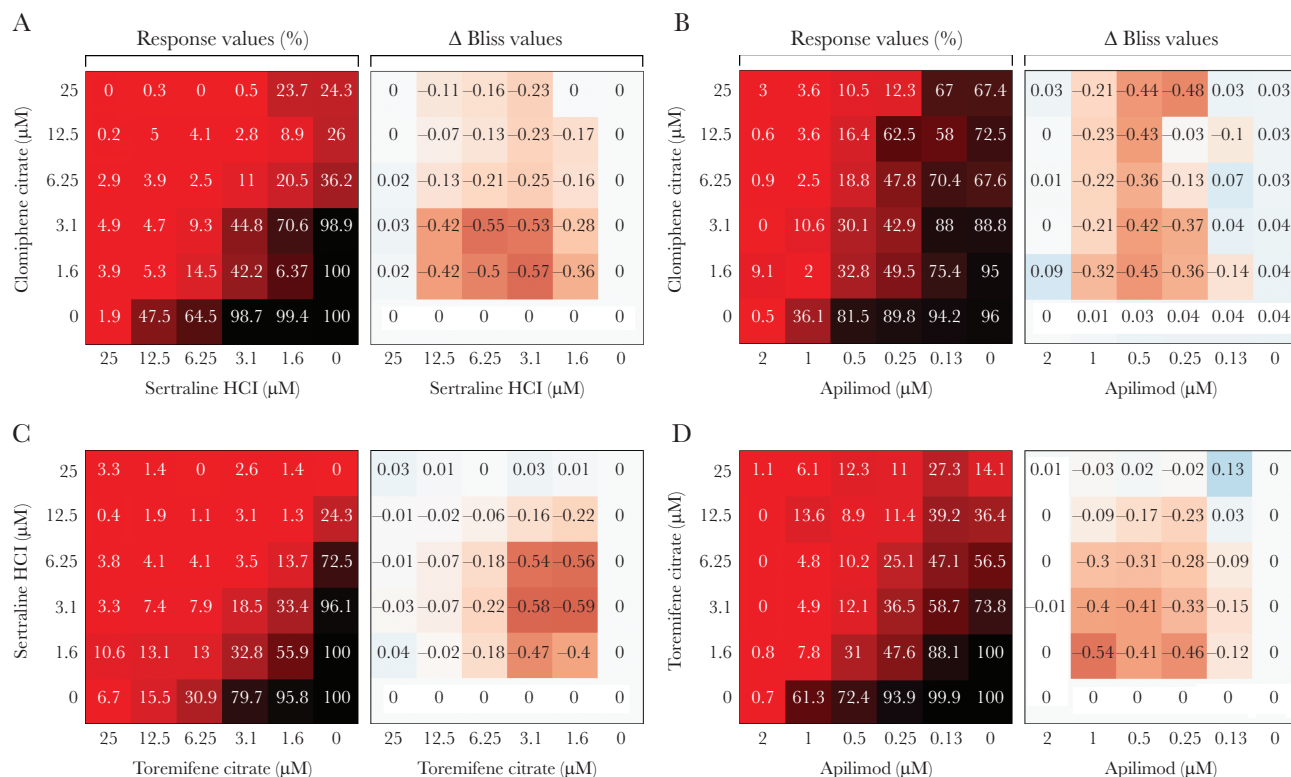 A
Response values (%)
Δ Bliss values
Clomiphene citrate (µM)
25 0 0.3 0 0.5 23.7 24.3
12.5 0.2 5 4.1 2.8 8.9 26
6.25 2.9 3.9 2.5 11 20.5 36.2
3.1 4.9 4.7 9.3 44.8 70.6 98.9
1.6 3.9 5.3 14.5 42.2 6.37 100
0 1.9 47.5 64.5 98.7 99.4 100
25 12.5 6.25 3.1 1.6 0
Sertraline HCI (µM)
0 –0.11 –0.16 –0.23 0 0
0 –0.07 –0.13 –0.23 –0.17 0
0.02 –0.13 –0.21 –0.25 –0.16 0
0.03 –0.42 –0.55 –0.53 –0.28 0
0.02 –0.42 –0.5 –0.57 –0.36 0
0 0 0 0 0 0
25 12.5 6.25 3.1 1.6 0
Sertraline HCI (µM)
B
Response values (%)
Δ Bliss values
Clomiphene citrate (µM)
25 3 3.6 10.5 12.3 67 67.4
12.5 0.6 3.6 16.4 62.5 58 72.5
6.25 0.9 2.5 18.8 47.8 70.4 67.6
3.1 0 10.6 30.1 42.9 88 88.8
1.6 9.1 2 32.8 49.5 75.4 95
0 0.5 36.1 81.5 89.8 94.2 96
2 1 0.5 0.25 0.13 0
Apilimod (µM)
0.03 –0.21 –0.44 –0.48 0.03 0.03
0 –0.23 –0.43 –0.03 –0.1 0.03
0.01 –0.22 –0.36 –0.13 0.07 0.03
0 –0.21 –0.42 –0.37 0.04 0.04
0.09 –0.32 –0.45 –0.36 –0.14 0.04
0 0.01 0.03 0.04 0.04 0.04
2 1 0.5 0.25 0.13 0
Apilimod (µM)
C
Sertraline HCI (µM)
25 3.3 1.4 0 2.6 1.4 0
12.5 0.4 1.9 1.1 3.1 1.3 24.3
6.25 3.8 4.1 4.1 3.5 13.7 72.5
3.1 3.3 7.4 7.9 18.5 33.4 96.1
1.6 10.6 13.1 13 32.8 55.9 100
0 6.7 15.5 30.9 79.7 95.8 100
25 12.5 6.25 3.1 1.6 0
Toremifene citrate (µM)
0.03 0.01 0 0.03 0.01 0
–0.01 –0.02 –0.06 –0.16 –0.22 0
–0.01 –0.07 –0.18 –0.54 –0.56 0
–0.03 –0.07 –0.22 –0.58 –0.59 0
0.04 –0.02 –0.18 –0.47 –0.4 0
0 0 0 0 0 0
25 12.5 6.25 3.1 1.6 0
Toremifene citrate (µM)
D
Toremifene citrate (µM)
25 1.1 6.1 12.3 11 27.3 14.1
12.5 0 13.6 8.9 11.4 39.2 36.4
6.25 0 4.8 10.2 25.1 47.1 56.5
3.1 0 4.9 12.1 36.5 58.7 73.8
1.6 0.8 7.8 31 47.6 88.1 100
0 0.7 61.3 72.4 93.9 99.9 100
2 1 0.5 0.25 0.13 0
Apilimod (µM)
0.01 –0.03 0.02 –0.02 0.13 0
0 –0.09 –0.17 –0.23 0.03 0
0 –0.3 –0.31 –0.28 –0.09 0
–0.01 –0.4 –0.41 –0.33 –0.15 0
0 –0.54 –0.41 –0.46 –0.12 0
0 0 0 0 0 0
2 1 0.5 0.25 0.13 0
Apilimod (µM)